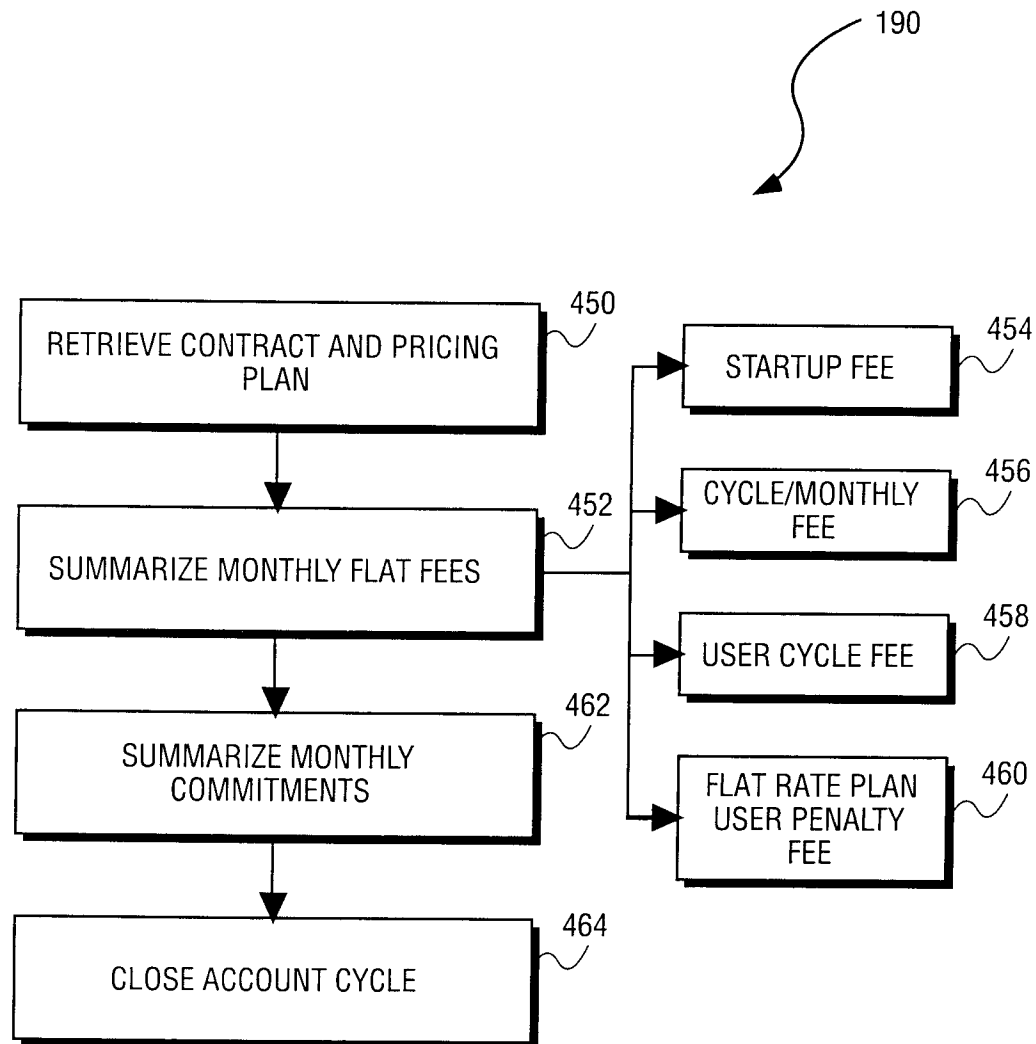 190
450
RETRIEVE CONTRACT AND PRICING
PLAN
452
SUMMARIZE MONTHLY FLAT FEES
462
SUMMARIZE MONTHLY
COMMITMENTS
464
CLOSE ACCOUNT CYCLE
454
STARTUP FEE
456
CYCLE/MONTHLY
FEE
458
USER CYCLE FEE
460
FLAT RATE PLAN
USER PENALTY
FEE